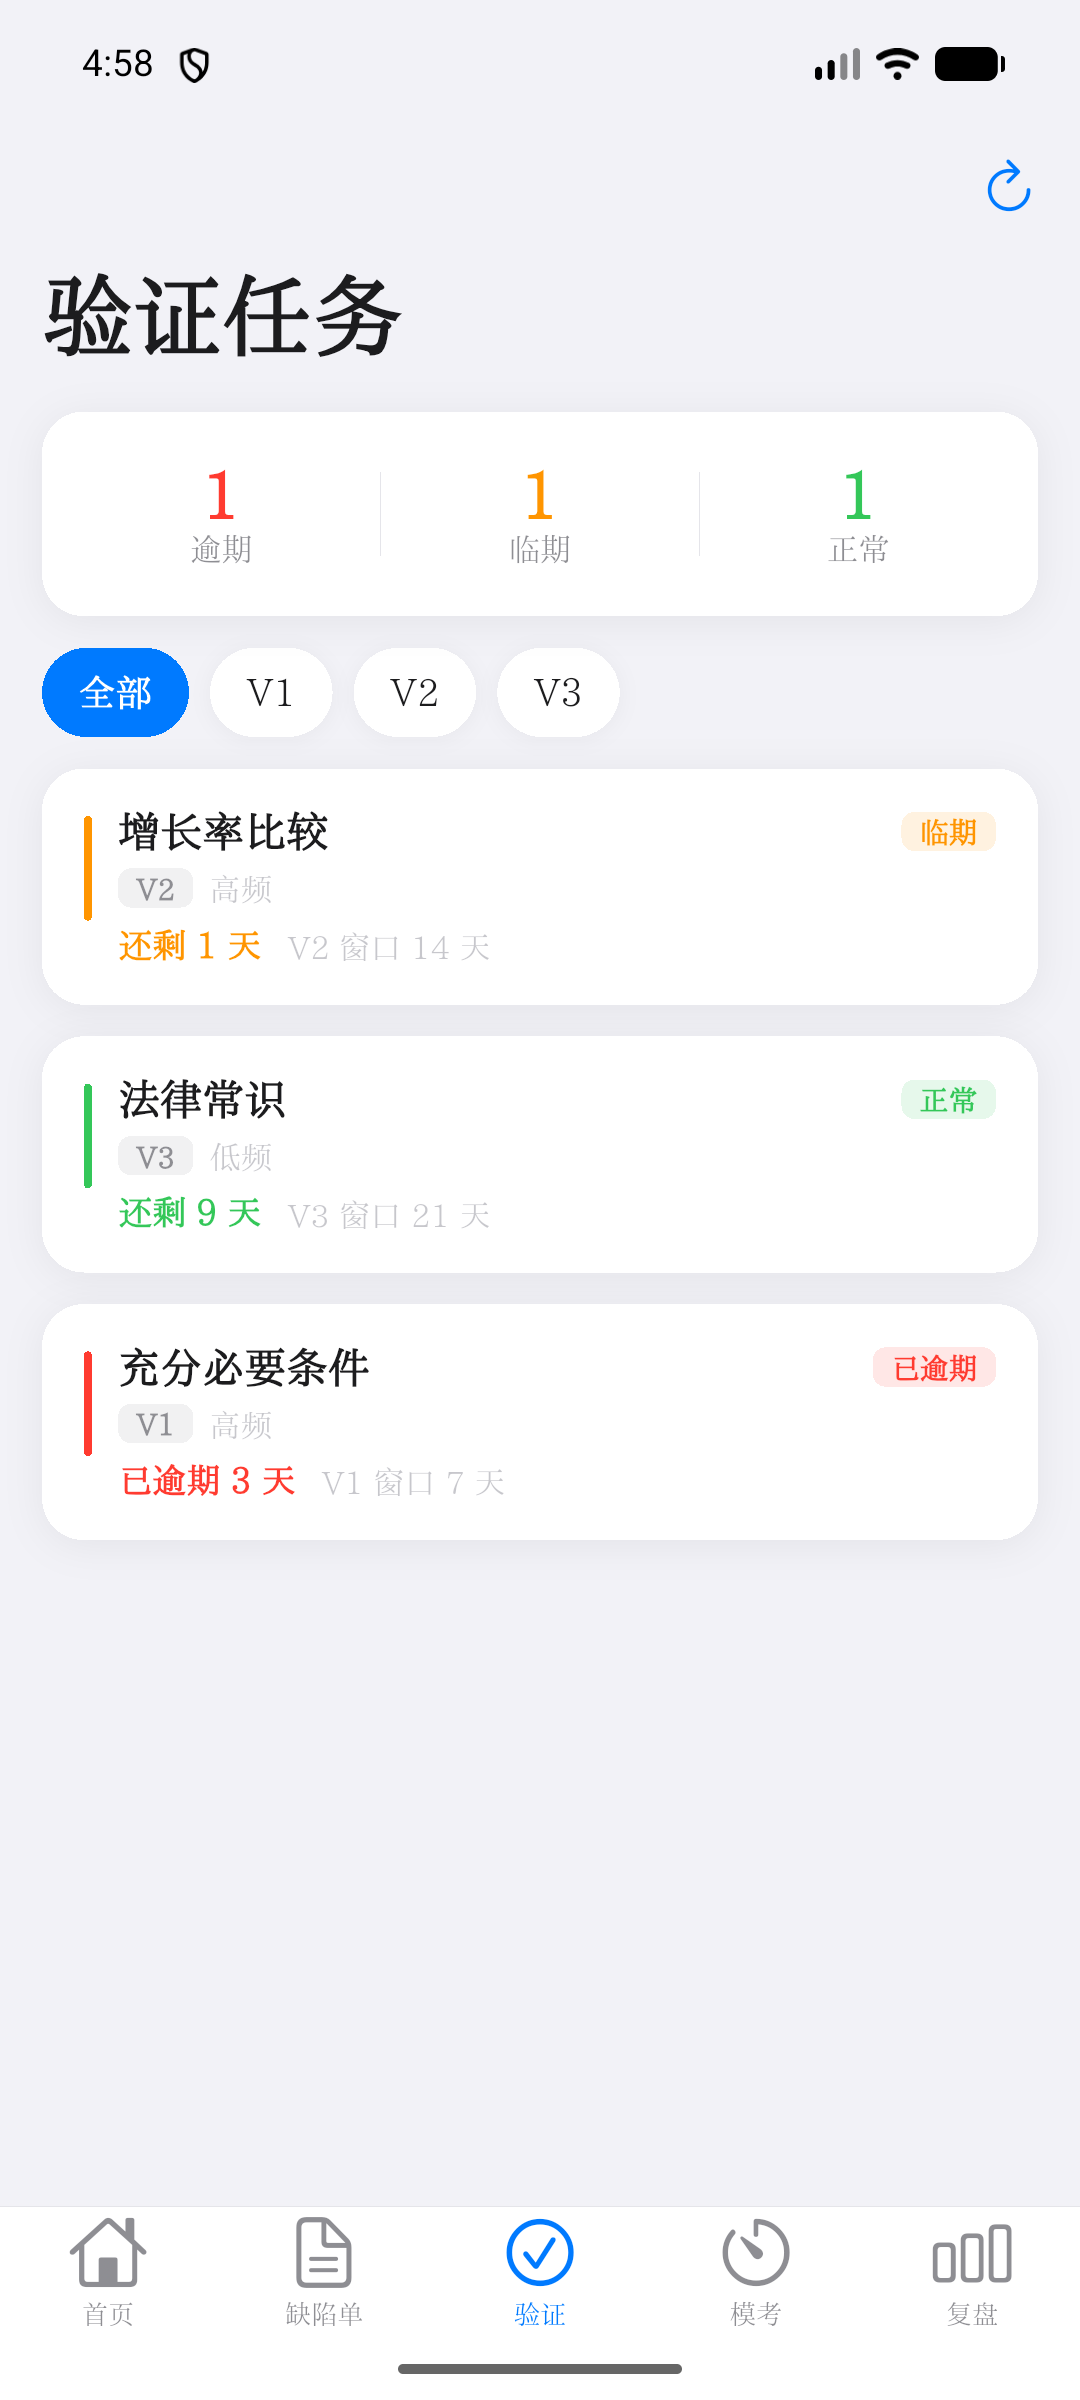 4:58
验证任务
1 1 1
逾期 临期 正常
全部 V1 V2 V3
增长率比较 临期
V2 高频
还剩 1 天 V2 窗口 14 天
法律常识 正常
V3 低频
还剩 9 天 V3 窗口 21 天
充分必要条件 已逾期
V1 高频
已逾期 3 天 V1 窗口 7 天
首页 缺陷单 验证 模考 复盘